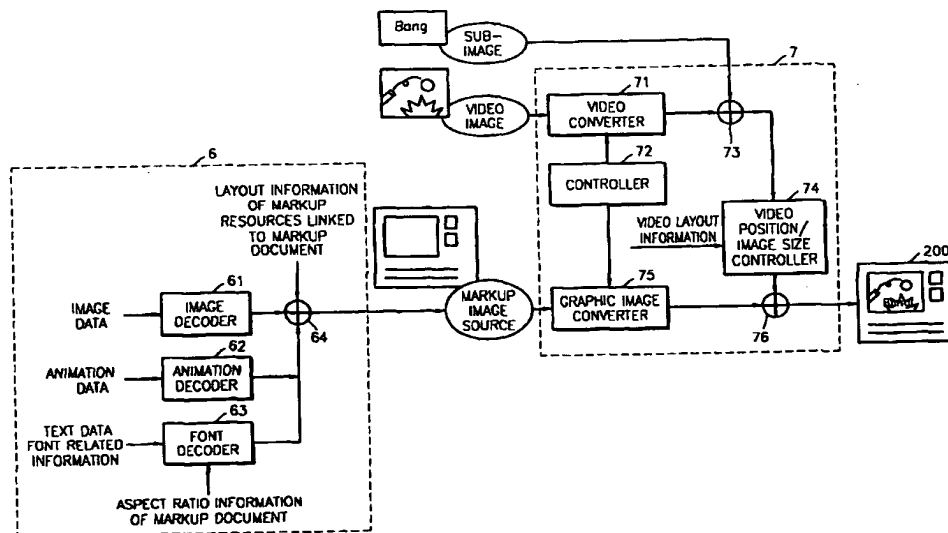 Bang
SUB-
IMAGE
7
VIDEO
IMAGE
71
VIDEO
CONVERTER
73
72
CONTROLLER
74
VIDEO
POSITION/
IMAGE SIZE
CONTROLLER
VIDEO LAYOUT
INFORMATION
200
6
LAYOUT INFORMATION
OF MARKUP
RESOURCES LINKED
TO MARKUP
DOCUMENT
MARKUP
IMAGE
SOURCE
75
GRAPHIC IMAGE
CONVERTER
76
IMAGE
DATA
61
IMAGE DECODER
64
ANIMATION
DATA
62
ANIMATION
DECODER
TEXT DATA
FONT RELATED
INFORMATION
63
FONT
DECODER
ASPECT RATIO INFORMATION
OF MARKUP DOCUMENT